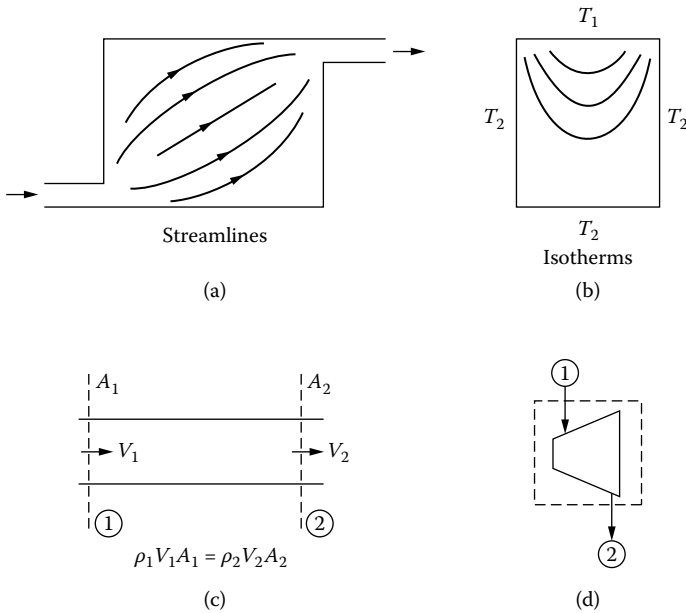 T₁
T₂
T₂
T₂
Streamlines
Isotherms
(a)
(b)
A₁
A₂
V₁
V₂
1
2
ρ₁V₁A₁ = ρ₂V₂A₂
(c)
1
2
(d)